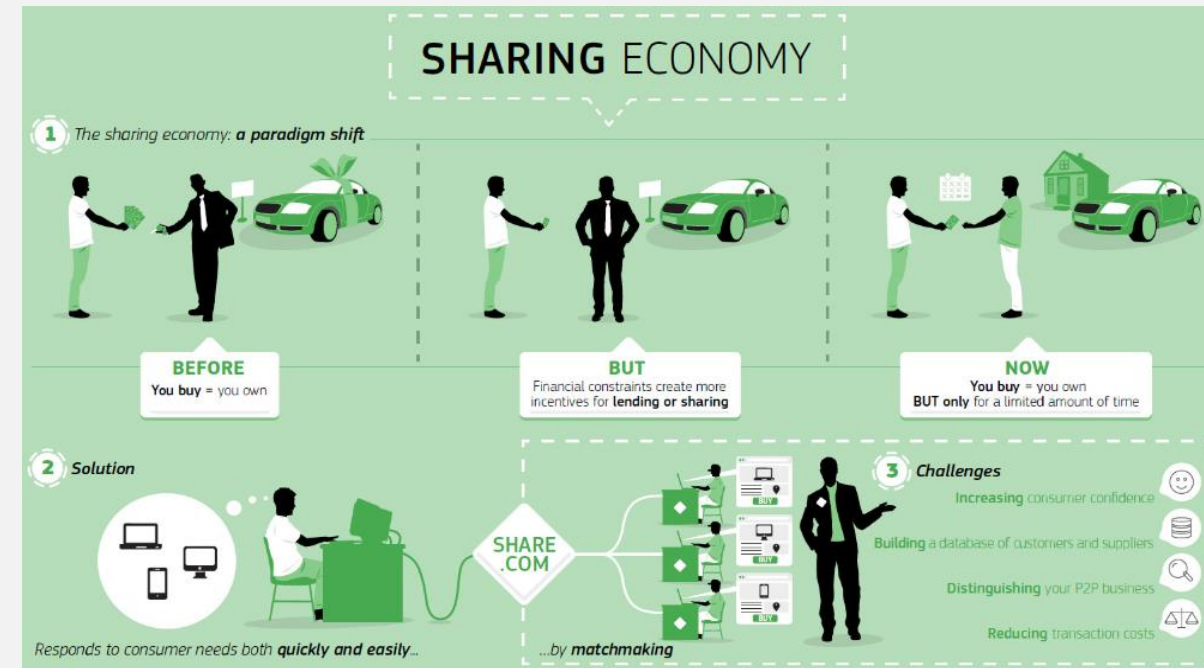 SHARING ECONOMY
1 The sharing economy: a paradigm shift
BEFORE
You buy = you own
BUT
Financial constraints create more
incentives for lending or sharing
NOW
You buy = you own
BUT only for a limited amount of time
2 Solution
SHARE
.COM
BUY
BUY
BUY
Responds to consumer needs both quickly and easily...
...by matchmaking
3 Challenges
Increasing consumer confidence
Building a database of customers and suppliers
Distinguishing your P2P business
Reducing transaction costs